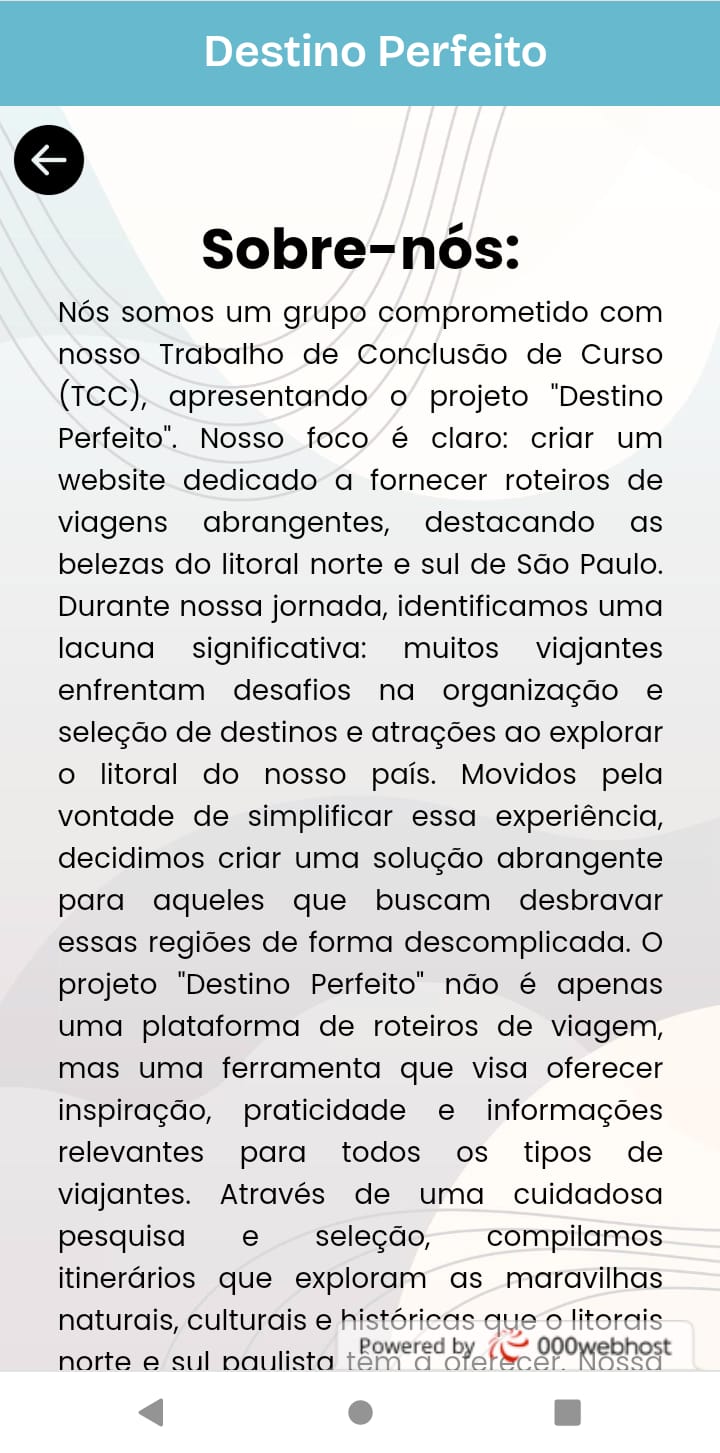 Destino Perfeito
Sobre-nós:
Nós somos um grupo comprometido com
nosso Trabalho de Conclusão de Curso
(TCC), apresentando o projeto "Destino
Perfeito". Nosso foco é claro: criar um
website dedicado a fornecer roteiros de
viagens abrangentes, destacando as
belezas do litoral norte e sul de São Paulo.
Durante nossa jornada, identificamos uma
lacuna significativa: muitos viajantes
enfrentam desafios na organização e
seleção de destinos e atrações ao explorar
o litoral do nosso país. Movidos pela
vontade de simplificar essa experiência,
decidimos criar uma solução abrangente
para aqueles que buscam desbravar
essas regiões de forma descomplicada. O
projeto "Destino Perfeito" não é apenas
uma plataforma de roteiros de viagem,
mas uma ferramenta que visa oferecer
inspiração, praticidade e informações
relevantes para todos os tipos de
viajantes. Através de uma cuidadosa
pesquisa e seleção, compilamos
itinerários que exploram as maravilhas
naturais, culturais e históricas que o litorais
norte e sul paulista têm a oferecer. Nossa
Powered by 000webhost